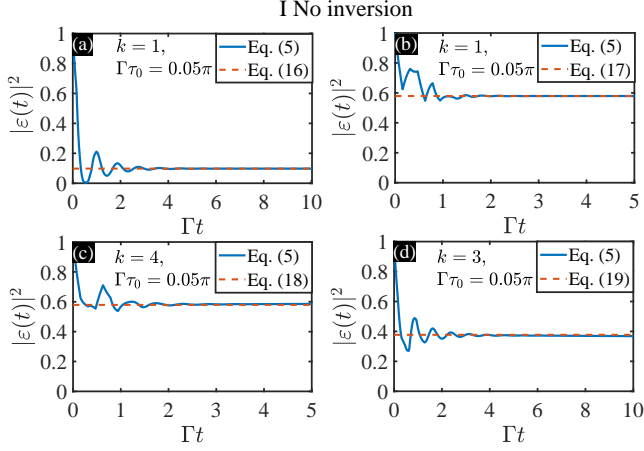 I No inversion
(a)
k = 1,
Γτ₀ = 0.05π
Eq. (5)
Eq. (16)
|ε(t)|²
1
0.8
0.6
0.4
0.2
0
0 2 4 6 8 10
Γt
(b)
k = 1,
Γτ₀ = 0.05π
Eq. (5)
Eq. (17)
|ε(t)|²
1
0.8
0.6
0.4
0.2
0
0 1 2 3 4 5
Γt
(c)
k = 4,
Γτ₀ = 0.05π
Eq. (5)
Eq. (18)
|ε(t)|²
1
0.8
0.6
0.4
0.2
0
0 1 2 3 4 5
Γt
(d)
k = 3,
Γτ₀ = 0.05π
Eq. (5)
Eq. (19)
|ε(t)|²
1
0.8
0.6
0.4
0.2
0
0 2 4 6 8 10
Γt